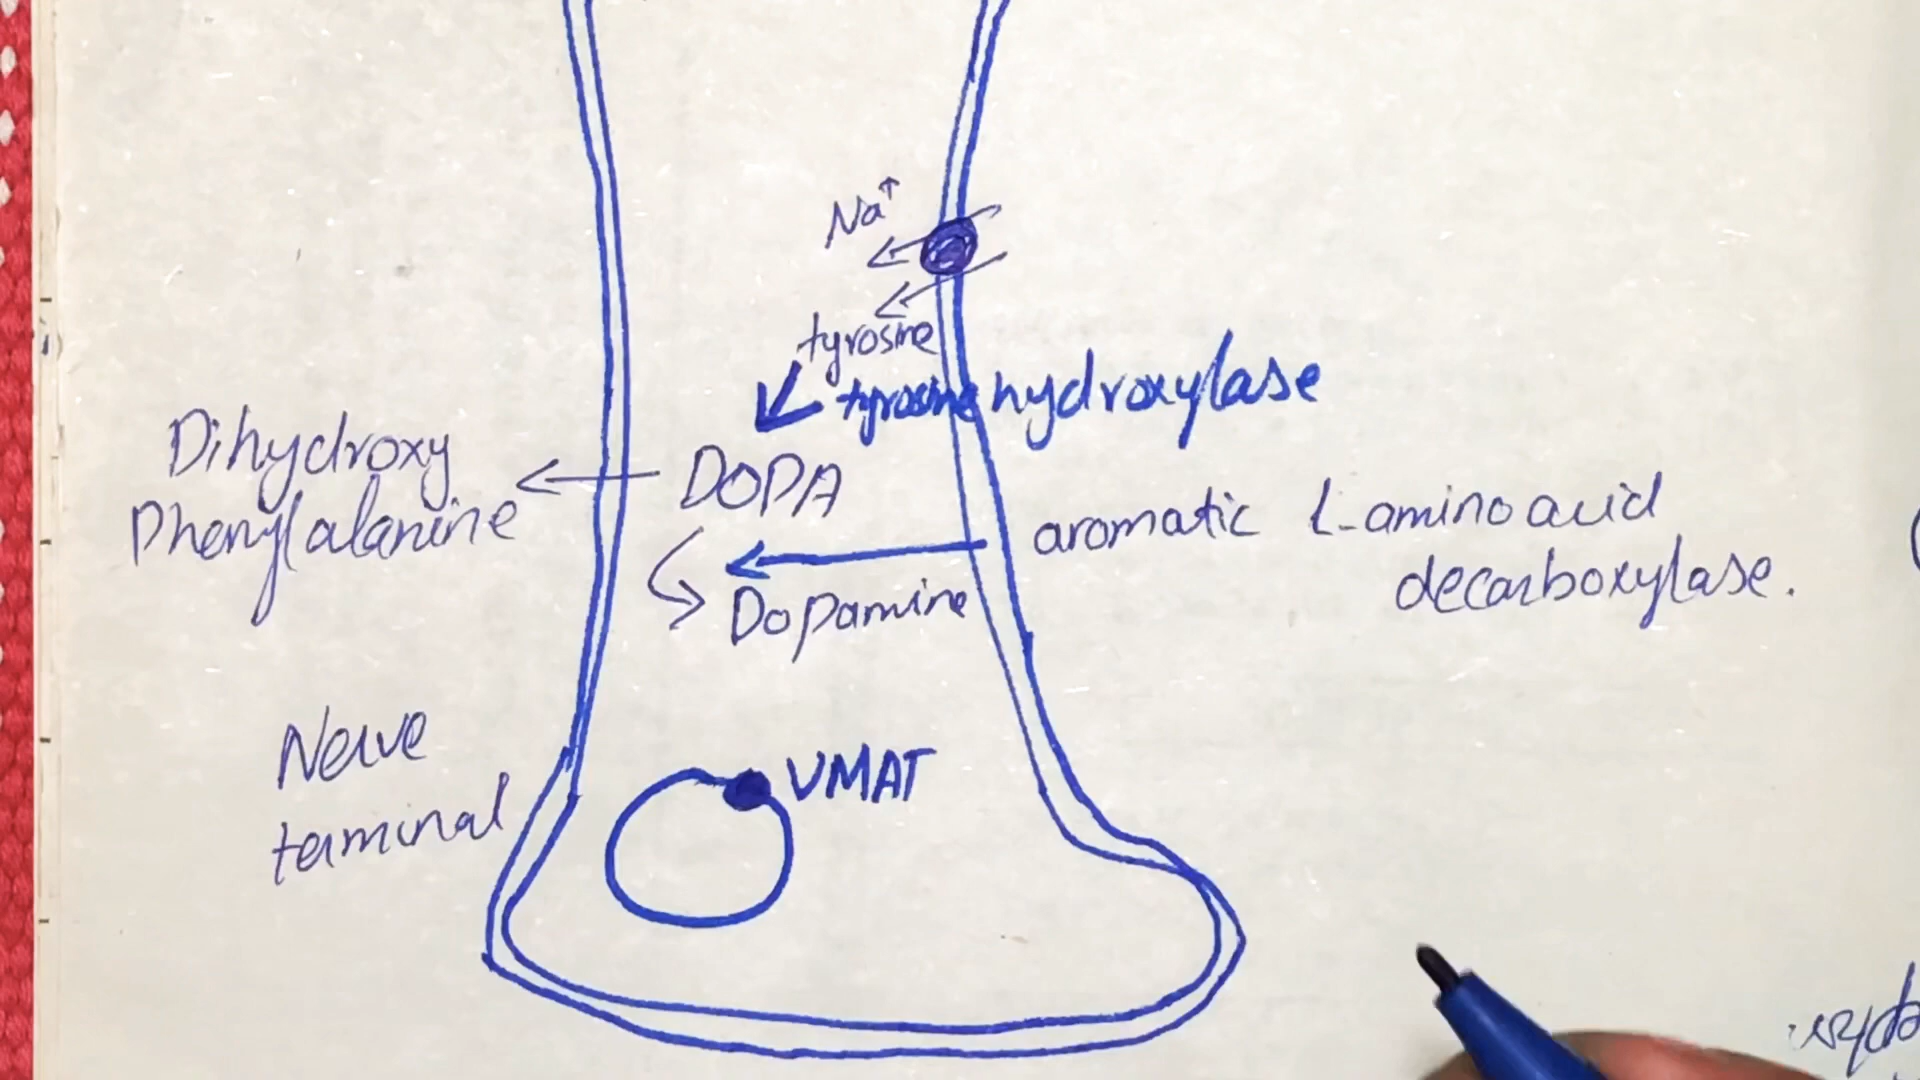 Na+
tyrosine
tyrosine hydroxylase
Dihydroxy
Phenylalanine
DOPA
aromatic L-amino acid
decarboxylase.
Dopamine
Nerve
terminal
VMAT